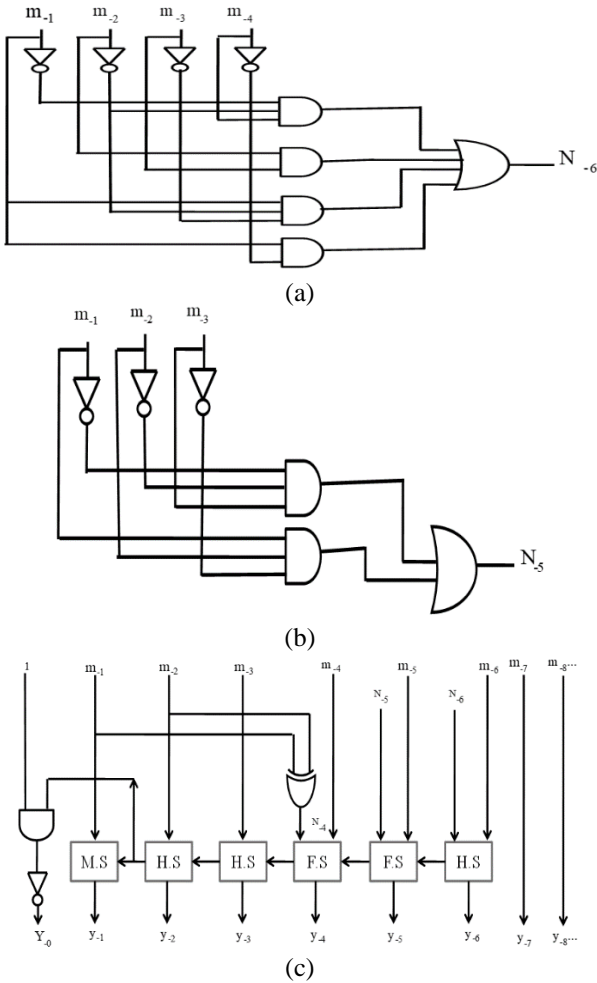 m-1 m-2 m-3 m-4
N -6
(a)
m-1 m-2 m-3
N-5
(b)
1 m-1 m-2 m-3 m-4 m-5 m-6 m-7 m-8...
N-5 N-6
N-4
M.S H.S H.S F.S F.S H.S
Y-0 y-1 y-2 y-3 y-4 y-5 y-6 y-7 y-8...
(c)